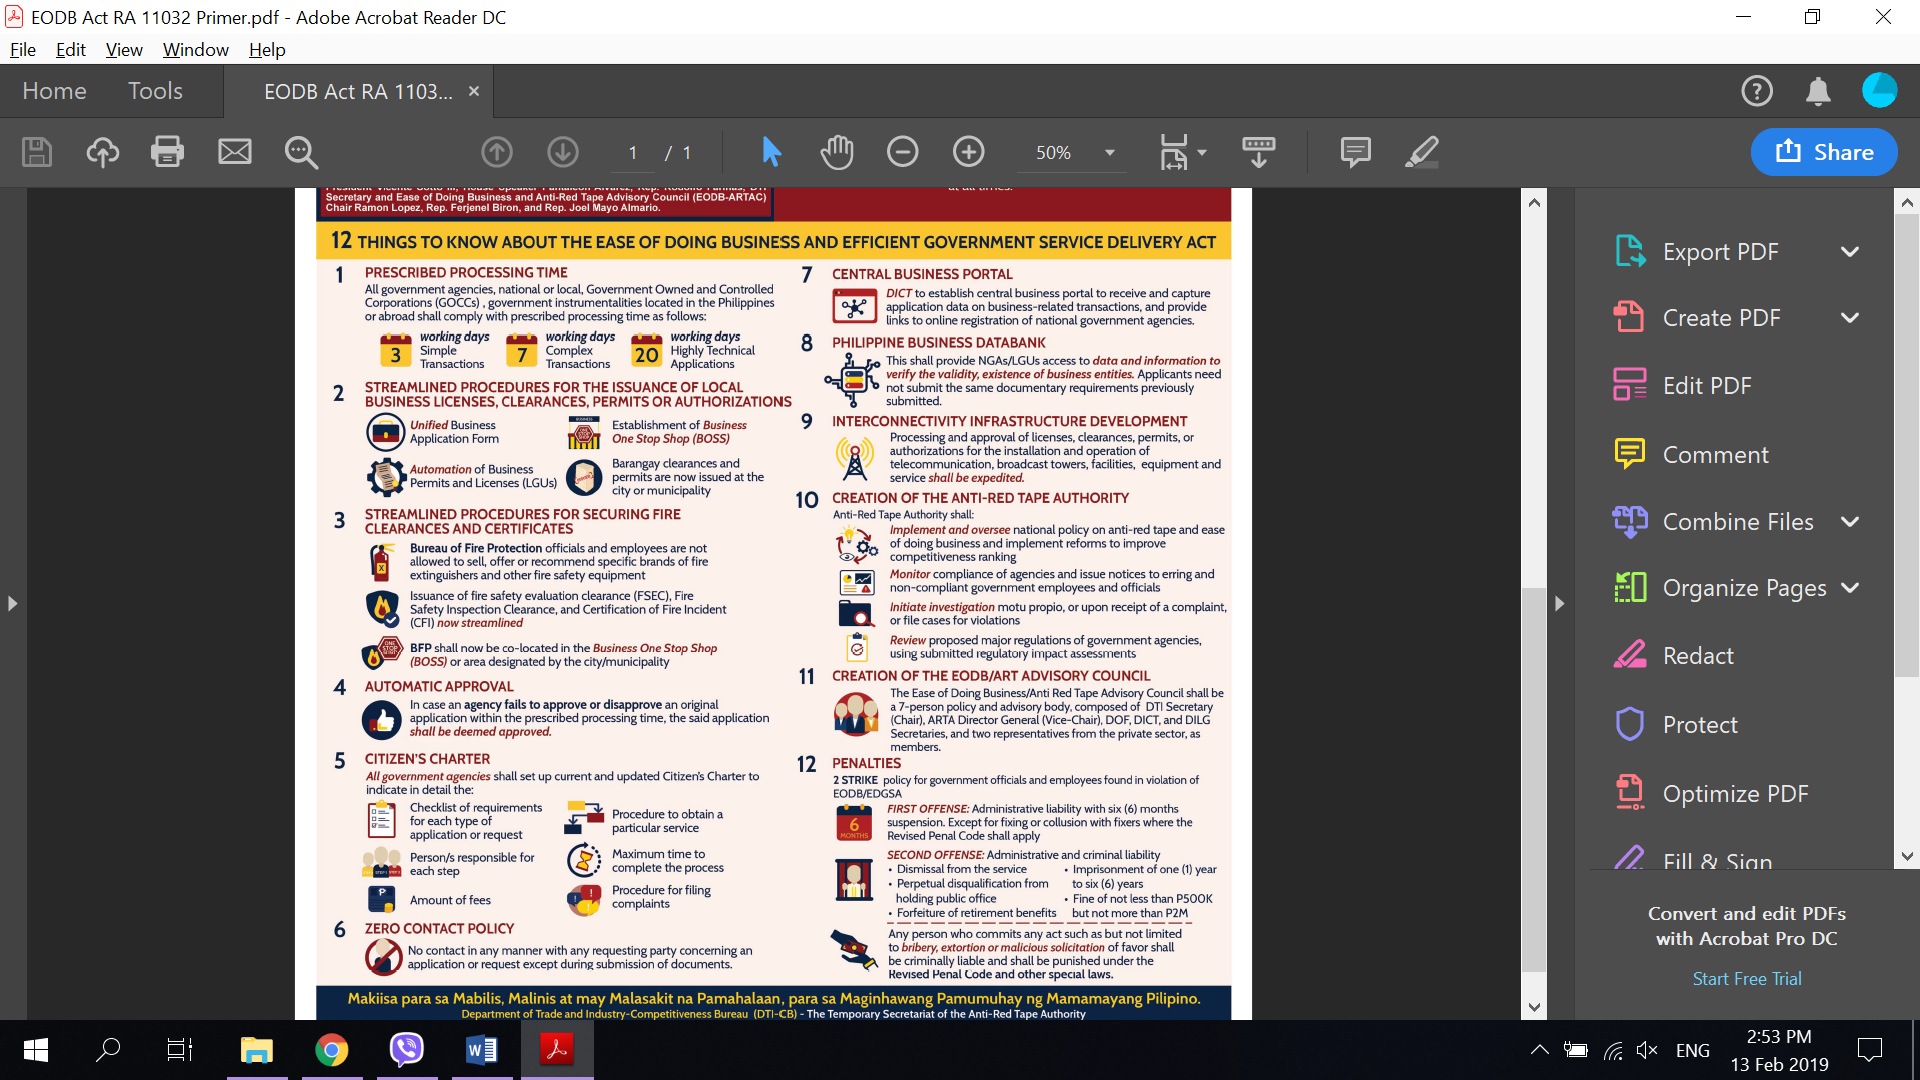 EODB Act RA 11032 Primer.pdf - Adobe Acrobat Reader DC
File Edit View Window Help
Home Tools EODB Act RA 1103... ×
1 / 1 50% Share
Secretary and Ease of Doing Business and Anti-Red Tape Advisory Council (EODB-ARTAC)
Chair Ramon Lopez, Rep. Ferjenel Biron, and Rep. Joel Mayo Almario.
at all times.
12 THINGS TO KNOW ABOUT THE EASE OF DOING BUSINESS AND EFFICIENT GOVERNMENT SERVICE DELIVERY ACT
1 PRESCRIBED PROCESSING TIME
All government agencies, national or local, Government Owned and Controlled
Corporations (GOCCs) , government instrumentalities located in the Philippines
or abroad shall comply with prescribed processing time as follows:
3 working days
Simple
Transactions
7 working days
Complex
Transactions
20 working days
Highly Technical
Applications
2 STREAMLINED PROCEDURES FOR THE ISSUANCE OF LOCAL
BUSINESS LICENSES, CLEARANCES, PERMITS OR AUTHORIZATIONS
Unified Business
Application Form
Establishment of Business
One Stop Shop (BOSS)
Automation of Business
Permits and Licenses (LGUs)
Barangay clearances and
permits are now issued at the
city or municipality
3 STREAMLINED PROCEDURES FOR SECURING FIRE
CLEARANCES AND CERTIFICATES
Bureau of Fire Protection officials and employees are not
allowed to sell, offer or recommend specific brands of fire
extinguishers and other fire safety equipment
Issuance of fire safety evaluation clearance (FSEC), Fire
Safety Inspection Clearance, and Certification of Fire Incident
(CFI) now streamlined
BFP shall now be co-located in the Business One Stop Shop
(BOSS) or area designated by the city/municipality
4 AUTOMATIC APPROVAL
In case an agency fails to approve or disapprove an original
application within the prescribed processing time, the said application
shall be deemed approved.
5 CITIZEN'S CHARTER
All government agencies shall set up current and updated Citizen's Charter to
indicate in detail the:
Checklist of requirements
for each type of
application or request
Procedure to obtain a
particular service
Person/s responsible for
each step
Maximum time to
complete the process
Amount of fees
Procedure for filing
complaints
6 ZERO CONTACT POLICY
No contact in any manner with any requesting party concerning an
application or request except during submission of documents.
7 CENTRAL BUSINESS PORTAL
DICT to establish central business portal to receive and capture
application data on business-related transactions, and provide
links to online registration of national government agencies.
8 PHILIPPINE BUSINESS DATABANK
This shall provide NGAs/LGUs access to data and information to
verify the validity, existence of business entities. Applicants need
not submit the same documentary requirements previously
submitted.
9 INTERCONNECTIVITY INFRASTRUCTURE DEVELOPMENT
Processing and approval of licenses, clearances, permits, or
authorizations for the installation and operation of
telecommunication, broadcast towers, facilities, equipment and
service shall be expedited.
10 CREATION OF THE ANTI-RED TAPE AUTHORITY
Anti-Red Tape Authority shall:
Implement and oversee national policy on anti-red tape and ease
of doing business and implement reforms to improve
competitiveness ranking
Monitor compliance of agencies and issue notices to erring and
non-compliant government employees and officials
Initiate investigation motu propio, or upon receipt of a complaint,
or file cases for violations
Review proposed major regulations of government agencies,
using submitted regulatory impact assessments
11 CREATION OF THE EODB/ART ADVISORY COUNCIL
The Ease of Doing Business/Anti Red Tape Advisory Council shall be
a 7-person policy and advisory body, composed of DTI Secretary
(Chair), ARTA Director General (Vice-Chair), DOF, DICT, and DILG
Secretaries, and two representatives from the private sector, as
members.
12 PENALTIES
2 STRIKE policy for government officials and employees found in violation of
EODB/EDGSA
6 MONTHS
FIRST OFFENSE: Administrative liability with six (6) months
suspension. Except for fixing or collusion with fixers where the
Revised Penal Code shall apply
SECOND OFFENSE: Administrative and criminal liability
• Dismissal from the service
• Perpetual disqualification from
holding public office
• Forfeiture of retirement benefits
• Imprisonment of one (1) year
to six (6) years
• Fine of not less than P500K
but not more than P2M
Any person who commits any act such as but not limited
to bribery, extortion or malicious solicitation of favor shall
be criminally liable and shall be punished under the
Revised Penal Code and other special laws.
Makiisa para sa Mabilis, Malinis at may Malasakit na Pamahalaan, para sa Maginhawang Pamumuhay ng Mamamayang Pilipino.
Department of Trade and Industry-Competitiveness Bureau (DTI-CB) - The Temporary Secretariat of the Anti-Red Tape Authority
Export PDF
Create PDF
Edit PDF
Comment
Combine Files
Organize Pages
Redact
Protect
Optimize PDF
Fill & Sign
Convert and edit PDFs
with Acrobat Pro DC
Start Free Trial
ENG
2:53 PM
13 Feb 2019